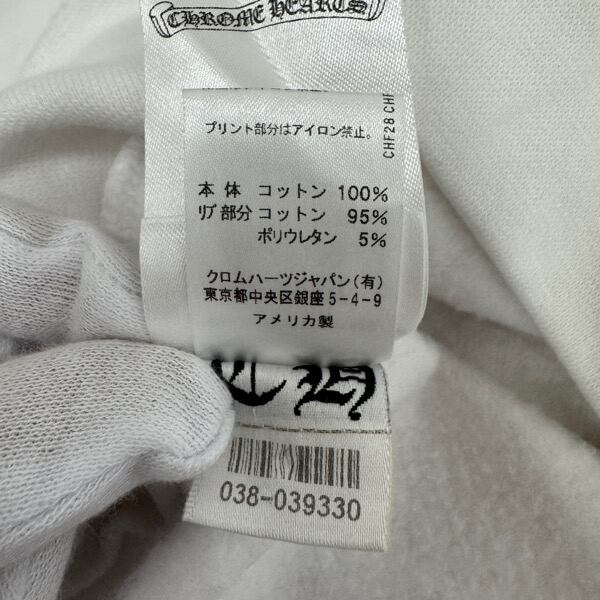 CHROME HEARTS
プリント部分はアイロン禁止。
CHF28 CHF
本体 コットン 100%
リブ部分 コットン 95%
ポリウレタン 5%
クロムハーツジャパン(有)
東京都中央区銀座5-4-9
アメリカ製
CH
038-039330